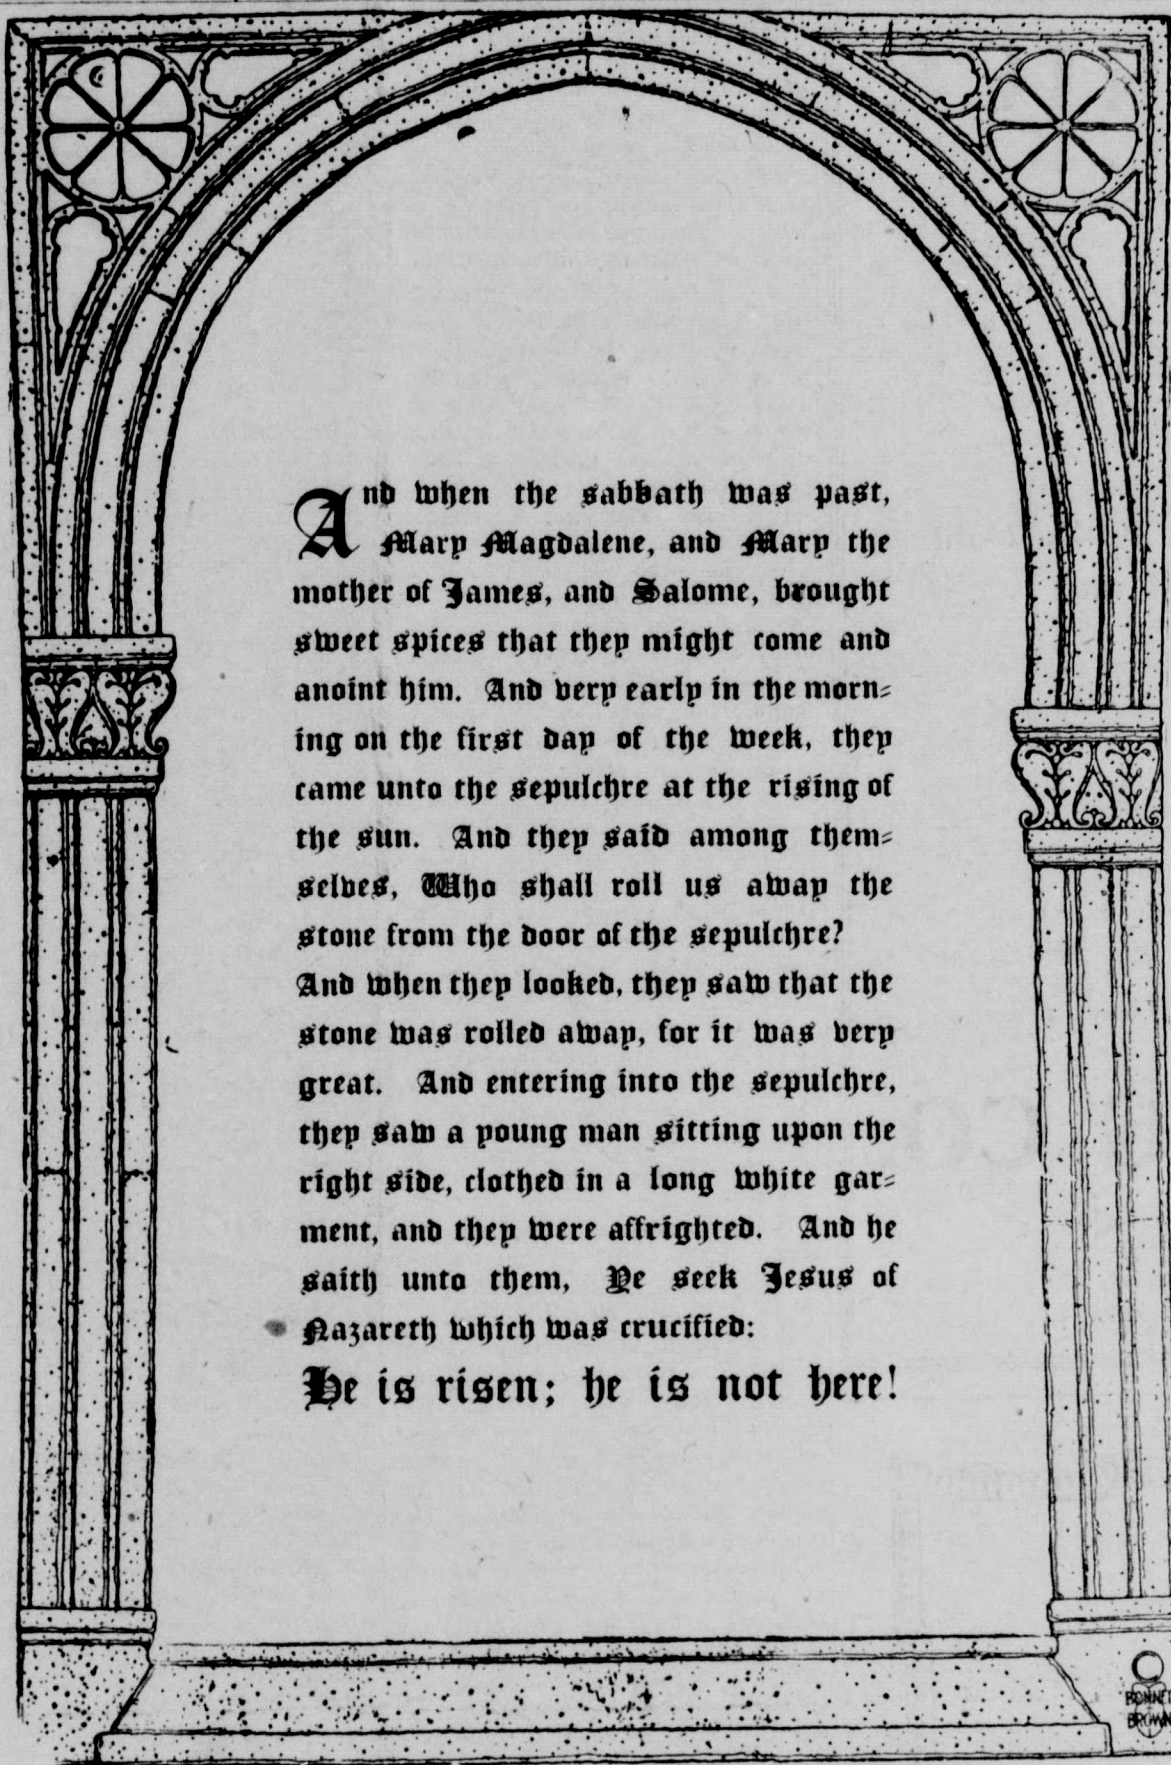 And when the sabbath was past,
Mary Magdalene, and Mary the
mother of James, and Salome, brought
sweet spices that they might come and
anoint him. And very early in the morn-
ing on the first day of the week, they
came unto the sepulchre at the rising of
the sun. And they said among them-
selves, Who shall roll us away the
stone from the door of the sepulchre?
And when they looked, they saw that the
stone was rolled away, for it was very
great. And entering into the sepulchre,
they saw a young man sitting upon the
right side, clothed in a long white gar-
ment, and they were affrighted. And he
saith unto them, Ye seek Jesus of
Nazareth which was crucified:
He is risen; he is not here!
BROWN